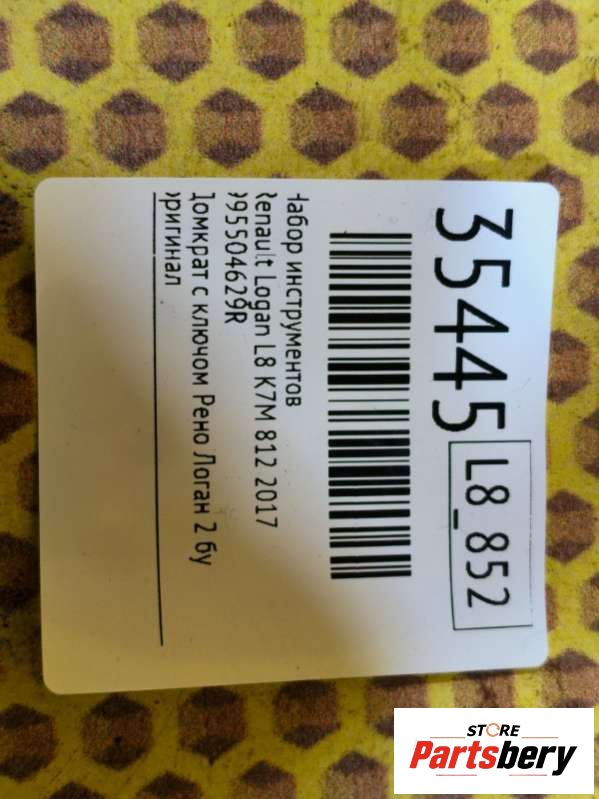 35445 L8_852
Набор инструментов
Renault Logan L8 K7M 812 2017
995504629R
Домкрат с ключом Рено Логан 2 бу
оригинал
STORE
Partsbery